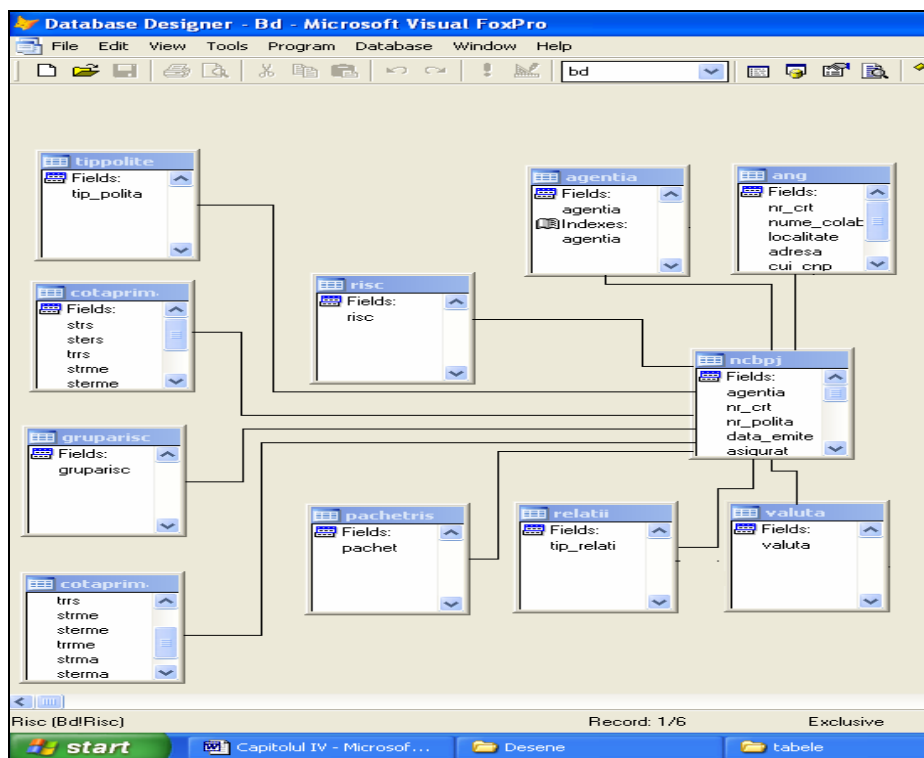 Database Designer - Bd - Microsoft Visual FoxPro
File Edit View Tools Program Database Window Help
bd
tippolite
Fields:
tip_polita
agentia
Fields:
agentia
Indexes:
agentia
ang
Fields:
nr_crt
nume_colab
localitate
adresa
cui_cnp
cotaprim
Fields:
strs
sters
trrs
strme
sterme
risc
Fields:
risc
ncbpj
Fields:
agentia
nr_crt
nr_polita
data_emite
asigurat
gruparisc
Fields:
gruparisc
pachetris
Fields:
pachet
relatii
Fields:
tip_relati
valuta
Fields:
valuta
cotaprim
trrs
strme
sterme
trrme
strma
sterma
Risc (Bd!Risc) Record: 1/6 Exclusive
start Capitolul IV - Microsof... Desene tabele